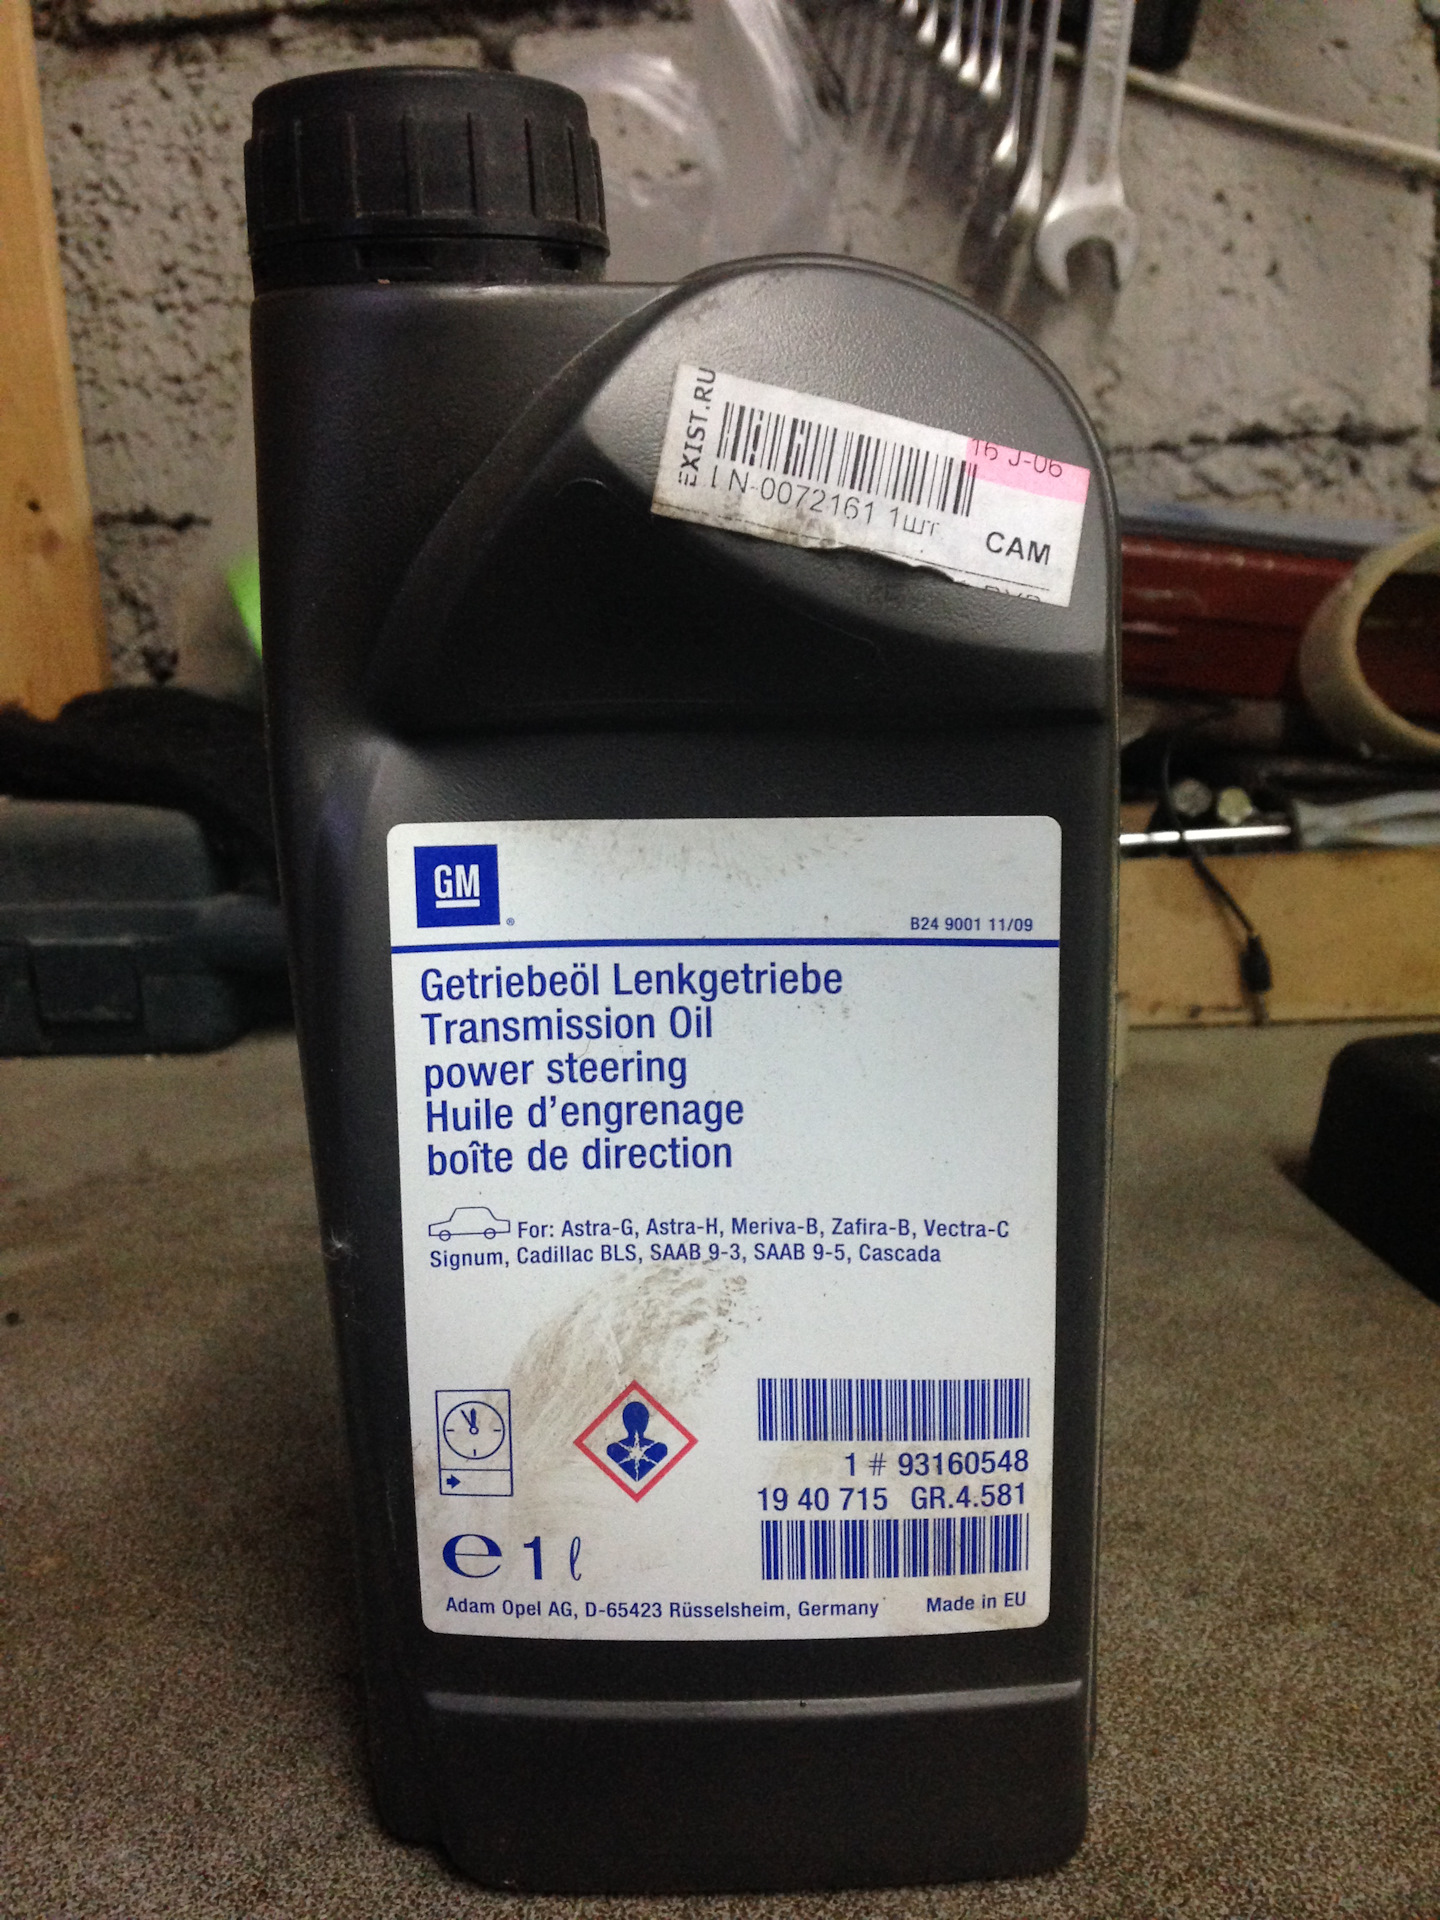 EXIST.RU
16 J-06
N-0072161 1шт
CAM
GM
®
B24 9001 11/09
Getriebeöl Lenkgetriebe
Transmission Oil
power steering
Huile d'engrenage
boîte de direction
For: Astra-G, Astra-H, Meriva-B, Zafira-B, Vectra-C
Signum, Cadillac BLS, SAAB 9-3, SAAB 9-5, Cascada
1 # 93160548
19 40 715 GR.4.581
e 1 ℓ
Adam Opel AG, D-65423 Rüsselsheim, Germany
Made in EU